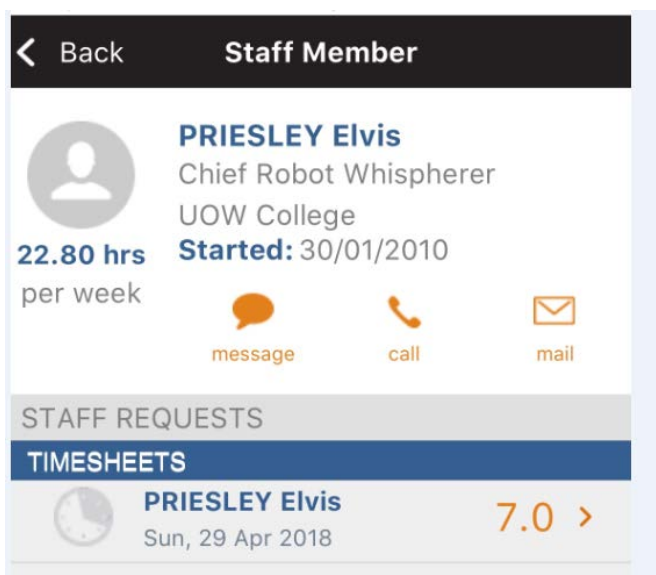 Back Staff Member
PRIESLEY Elvis
Chief Robot Whispherer
UOW College
Started: 30/01/2010
22.80 hrs
per week
message call mail
STAFF REQUESTS
TIMESHEETS
PRIESLEY Elvis
Sun, 29 Apr 2018
7.0